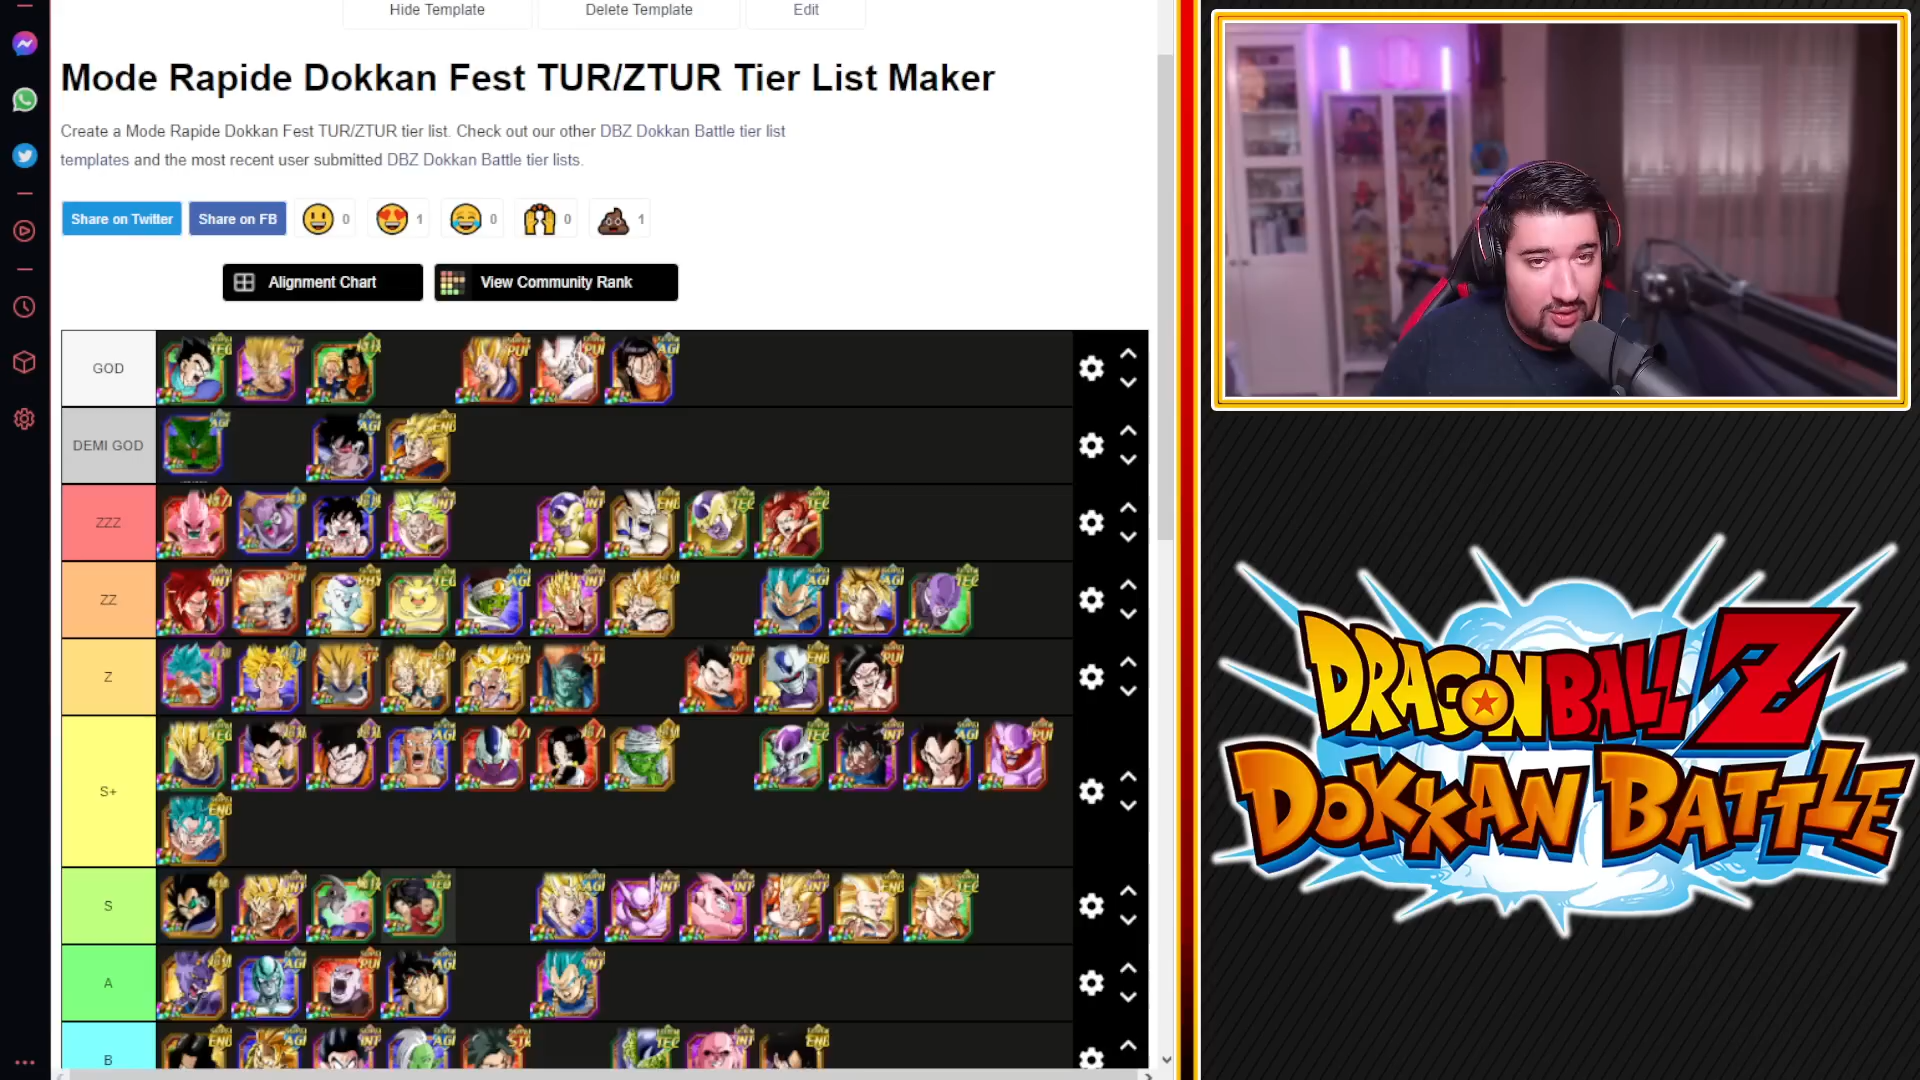 Hide Template
Delete Template
Edit
Mode Rapide Dokkan Fest TUR/ZTUR Tier List Maker
Create a Mode Rapide Dokkan Fest TUR/ZTUR tier list. Check out our other DBZ Dokkan Battle tier list
templates and the most recent user submitted DBZ Dokkan Battle tier lists.
Share on Twitter
Share on FB
0
1
0
0
1
Alignment Chart
View Community Rank
GOD
DEMI GOD
ZZZ
ZZ
Z
S+
S
A
B
DRAGONBALL Z
DOKKAN BATTLE